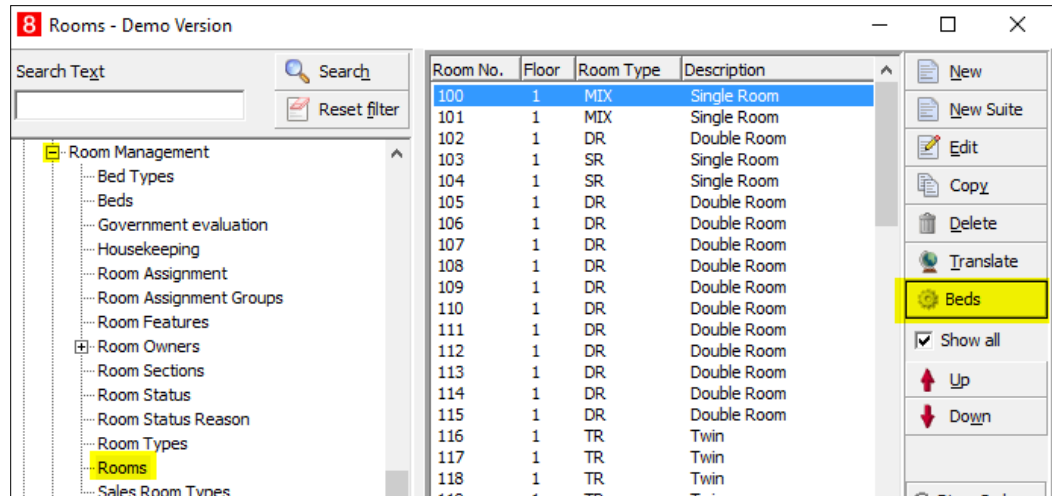 8 Rooms - Demo Version
Search Text
Search
Reset filter
Room Management
Bed Types
Beds
Government evaluation
Housekeeping
Room Assignment
Room Assignment Groups
Room Features
Room Owners
Room Sections
Room Status
Room Status Reason
Room Types
Rooms
Sales Room Types
Room No. Floor Room Type Description
100 1 MIX Single Room
101 1 MIX Single Room
102 1 DR Double Room
103 1 SR Single Room
104 1 SR Single Room
105 1 DR Double Room
106 1 DR Double Room
107 1 DR Double Room
108 1 DR Double Room
109 1 DR Double Room
110 1 DR Double Room
111 1 DR Double Room
112 1 DR Double Room
113 1 DR Double Room
114 1 DR Double Room
115 1 DR Double Room
116 1 TR Twin
117 1 TR Twin
118 1 TR Twin
New
New Suite
Edit
Copy
Delete
Translate
Beds
Show all
Up
Down